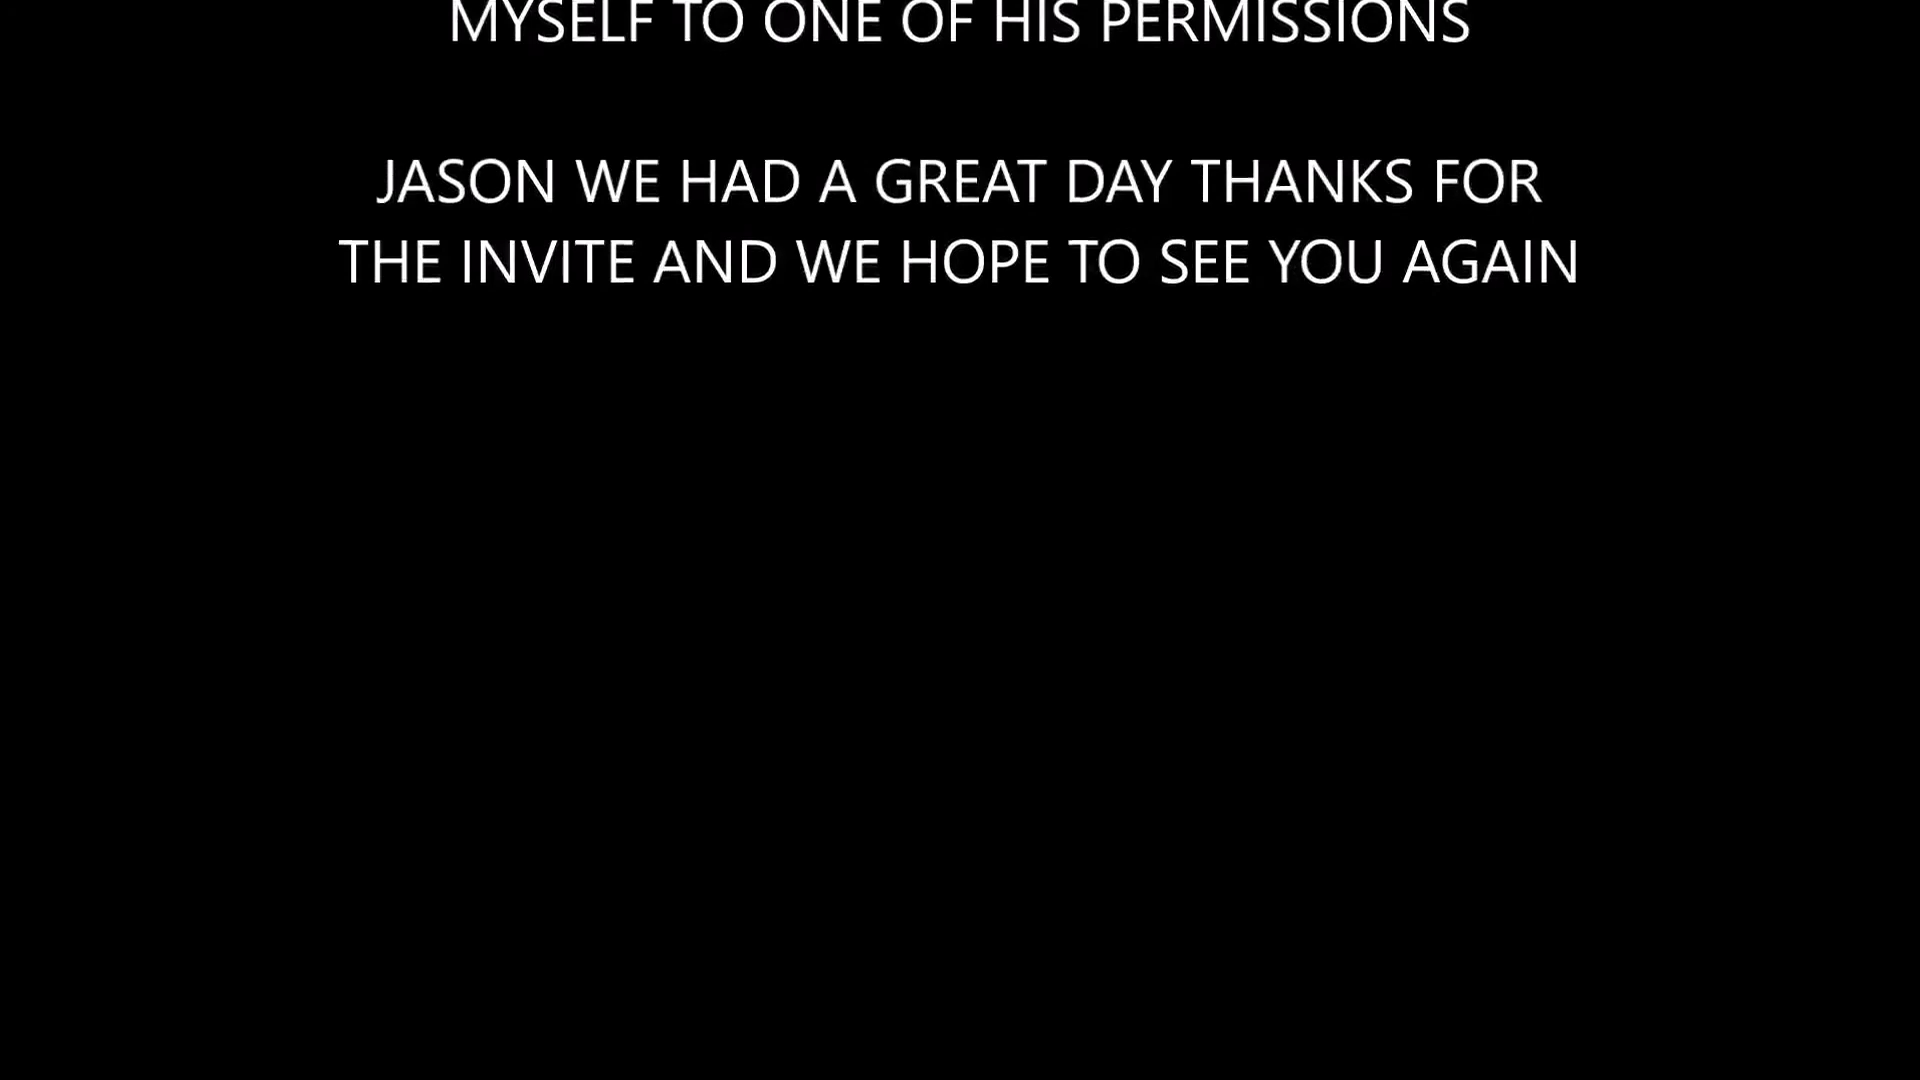 MYSELF TO ONE OF HIS PERMISSIONS
JASON WE HAD A GREAT DAY THANKS FOR
THE INVITE AND WE HOPE TO SEE YOU AGAIN